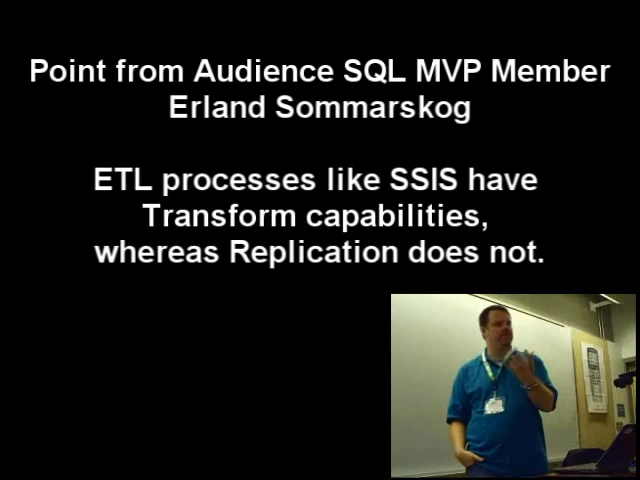 Point from Audience SQL MVP Member
Erland Sommarskog
ETL processes like SSIS have
Transform capabilities,
whereas Replication does not.